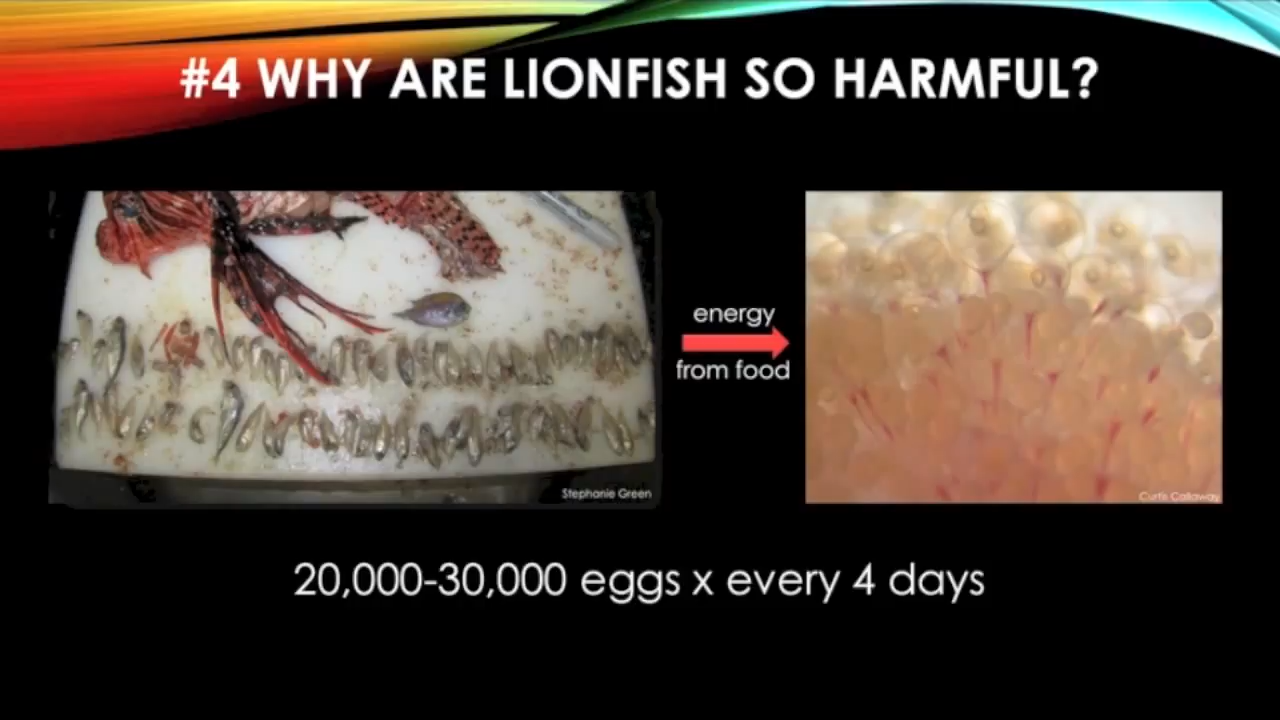 #4 WHY ARE LIONFISH SO HARMFUL?
energy
from food
Stephanie Green
Curtis Callaway
20,000-30,000 eggs x every 4 days